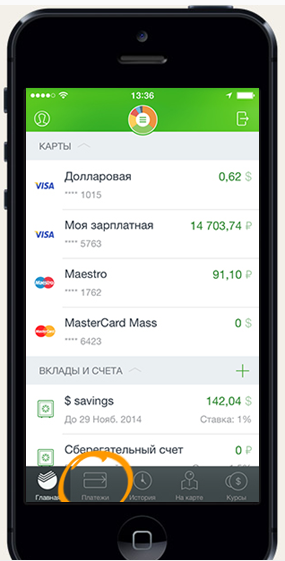 13:36
КАРТЫ
VISA Долларовая 0,62 $
**** 1015
VISA Моя зарплатная 14 703,74 ₽
**** 5763
Maestro Maestro 91,10 ₽
**** 1762
MasterCard MasterCard Mass 0 $
**** 6423
ВКЛАДЫ И СЧЕТА +
$ savings 142,04 $
До 29 Нояб. 2014 Ставка: 1%
Сберегательный счет 0 ₽
Главная Платежи История На карте Курсы